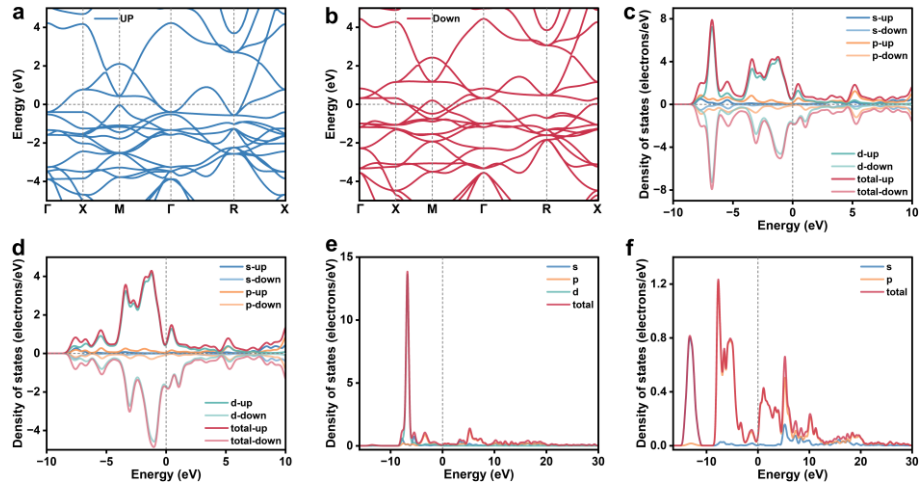 a
UP
Energy (eV)
4
2
0
−2
−4
Γ X M Γ R X
b
Down
Energy (eV)
4
2
0
−2
−4
Γ X M Γ R X
c
s-up
s-down
p-up
p-down
d-up
d-down
total-up
total-down
Density of states (electrons/eV)
8
4
0
−4
−8
−10 −5 0 5 10
Energy (eV)
d
s-up
s-down
p-up
p-down
d-up
d-down
total-up
total-down
Density of states (electrons/eV)
4
2
0
−2
−4
−10 −5 0 5 10
Energy (eV)
e
s
p
d
total
Density of states (electrons/eV)
15
10
5
0
−10 0 10 20 30
Energy (eV)
f
s
p
total
Density of states (electrons/eV)
1.2
0.8
0.4
0.0
−10 0 10 20 30
Energy (eV)